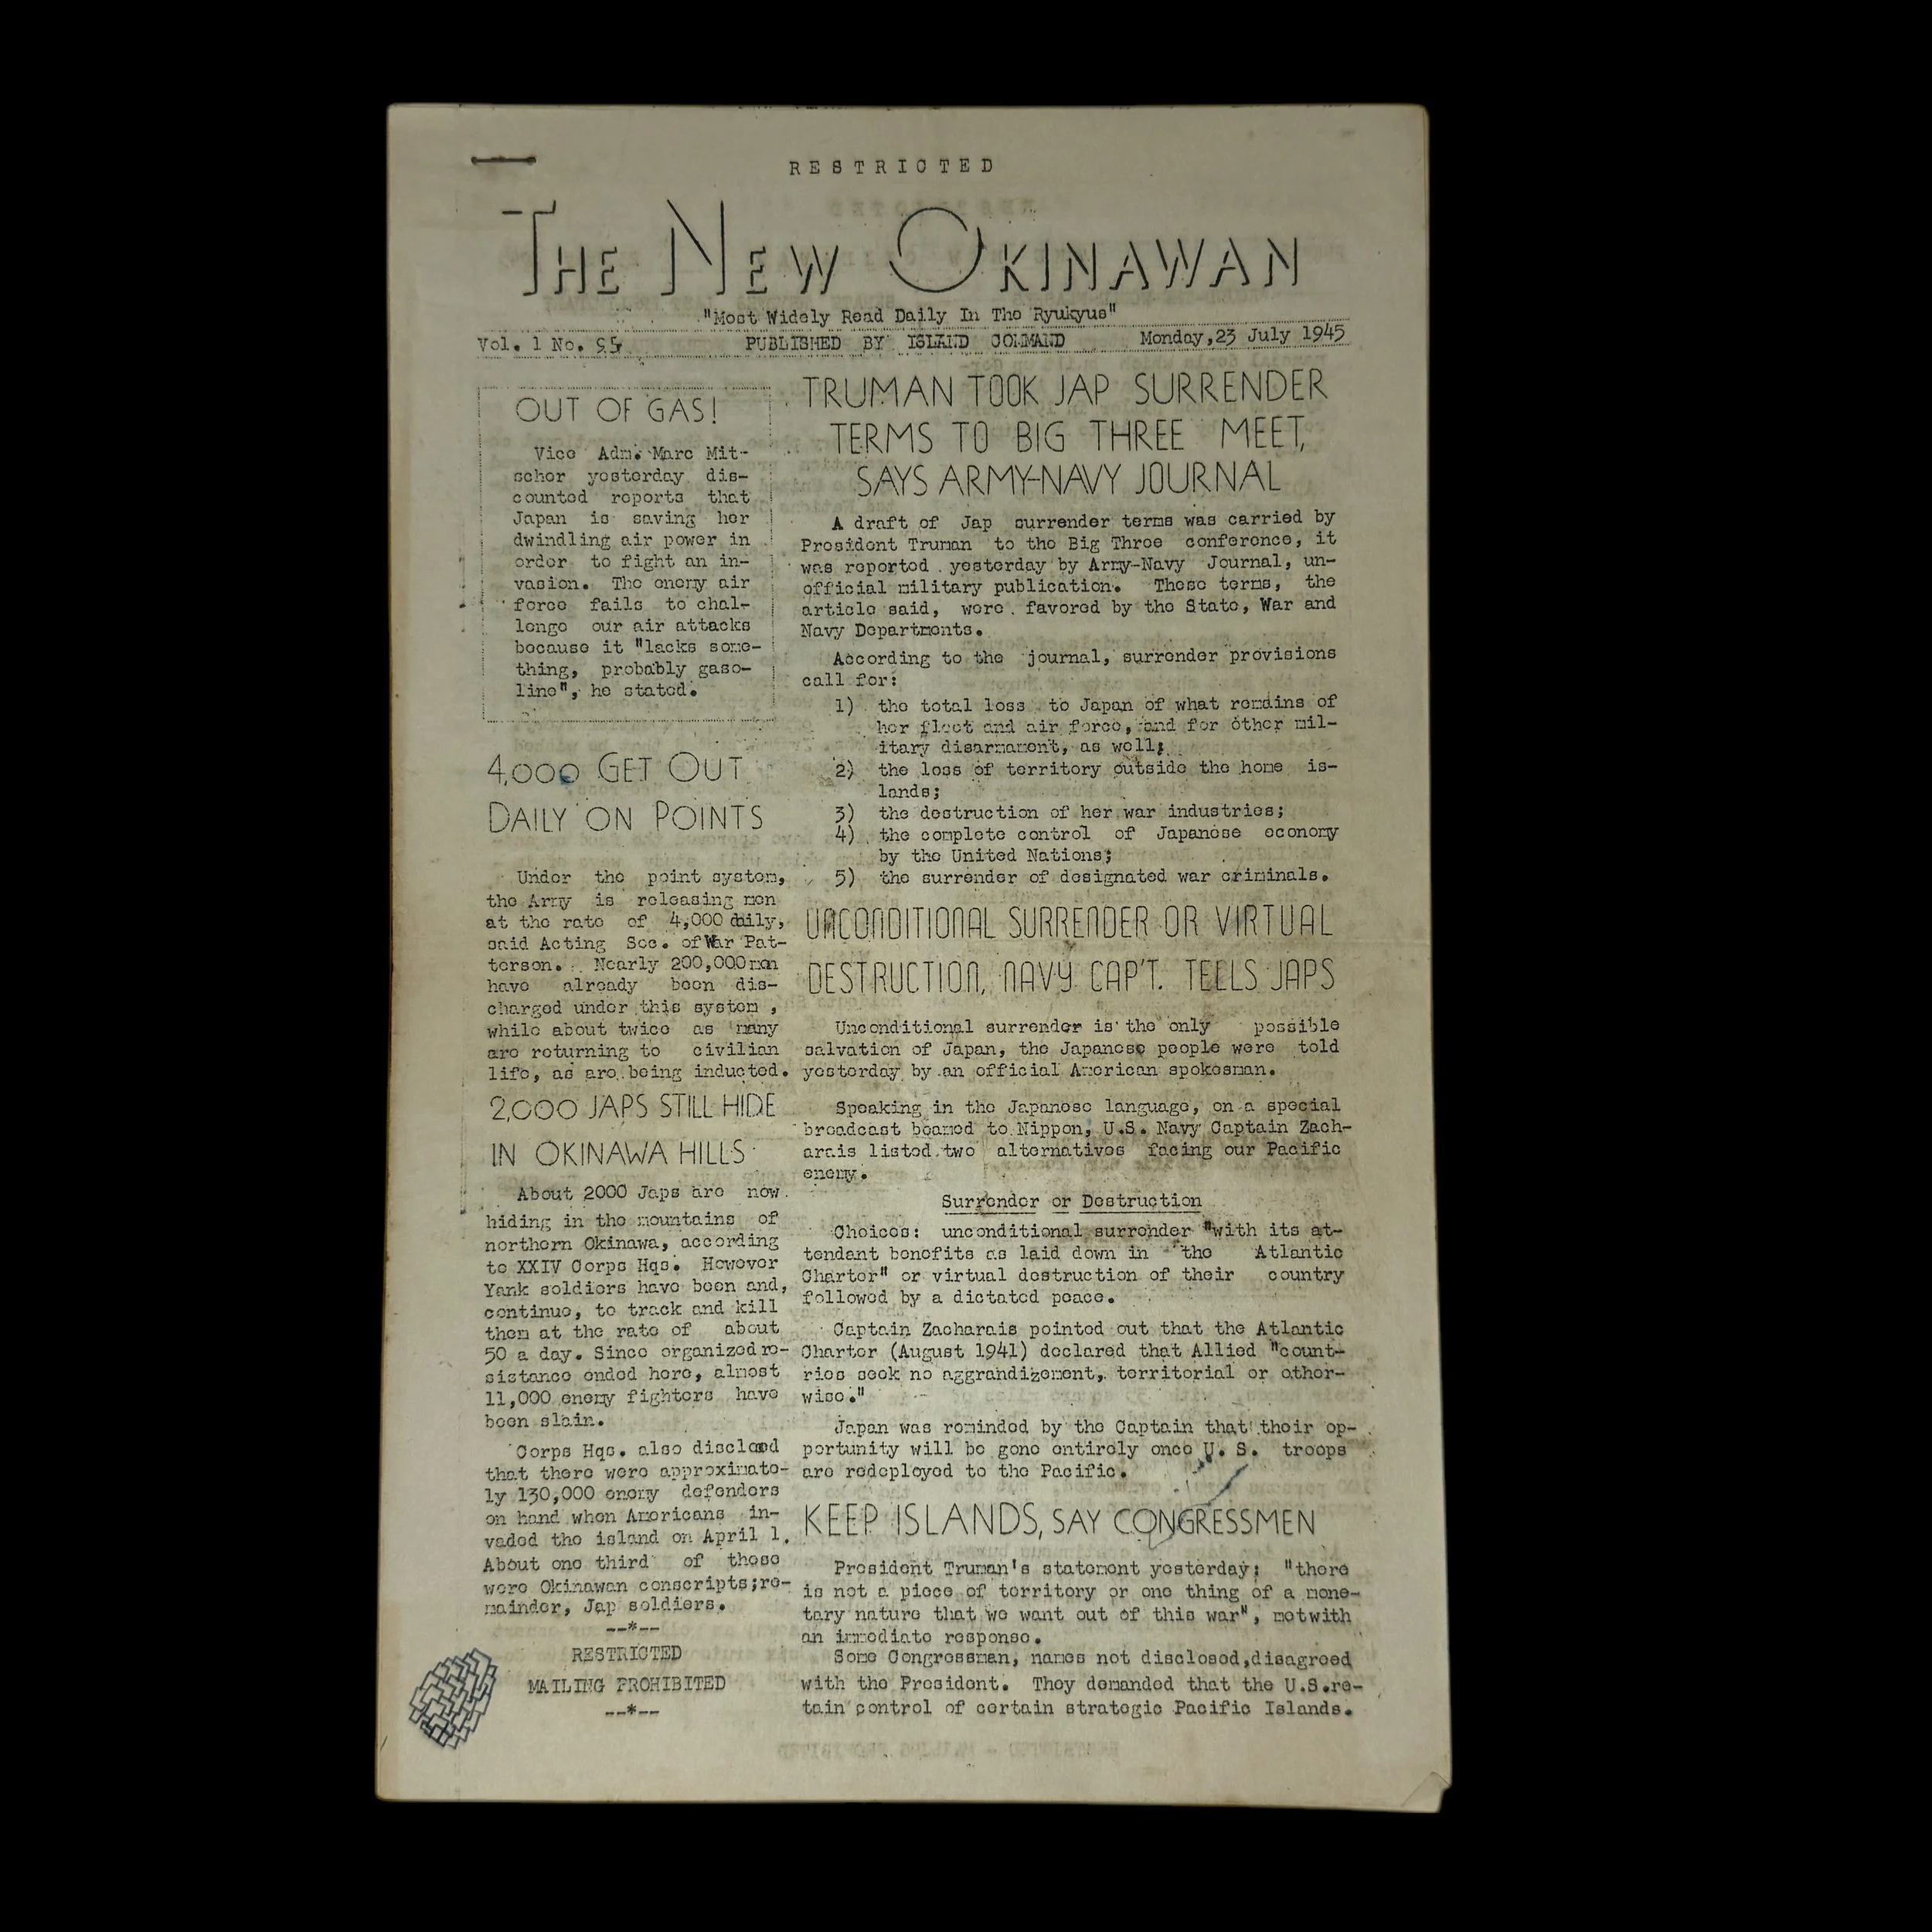 RESTRICTED
THE NEW OKINAWAN
"Most Widely Read Daily In The Ryukyus"
Vol. 1 No. 95 PUBLISHED BY ISLAND COMMAND Monday,23 July 1945
OUT OF GAS!
Vice Adm. Marc Mit-
scher yesterday dis-
counted reports that
Japan is saving her
dwindling air power in
order to fight an in-
vasion. The enemy air
force fails to chal-
lenge our air attacks
because it "lacks some-
thing, probably gaso-
line", he stated.
4,000 GET OUT
DAILY ON POINTS
Under the point system,
the Army is releasing men
at the rate of 4,000 daily,
said Acting Sec. of War Pat-
terson. Nearly 200,000 men
have already been dis-
charged under this system ,
while about twice as many
are returning to civilian
life, as are being inducted.
2,000 JAPS STILL HIDE
IN OKINAWA HILLS
About 2000 Japs are now
hiding in the mountains of
northern Okinawa, according
to XXIV Corps Hqs. However
Yank soldiers have been and,
continue, to track and kill
them at the rate of about
50 a day. Since organized re-
sistance ended here, almost
11,000 enemy fighters have
been slain.
Corps Hqs. also disclosed
that there were approximate-
ly 130,000 enemy defenders
on hand when Americans in-
vaded the island on April 1.
About one third of these
were Okinawan conscripts;re-
mainder, Jap soldiers.
--*--
RESTRICTED
MAILING PROHIBITED
--*--
TRUMAN TOOK JAP SURRENDER
TERMS TO BIG THREE MEET,
SAYS ARMY-NAVY JOURNAL
A draft of Jap surrender terms was carried by
President Truman to the Big Three conference, it
was reported yesterday by Army-Navy Journal, un-
official military publication. These terms, the
article said, were favored by the State, War and
Navy Departments.
According to the journal, surrender provisions
call for:
1) the total loss to Japan of what remains of
her fleet and air force, and for other mil-
itary disarmament, as well;
2) the loss of territory outside the home is-
lands;
3) the destruction of her war industries;
4) the complete control of Japanese economy
by the United Nations;
5) the surrender of designated war criminals.
UNCONDITIONAL SURRENDER OR VIRTUAL
DESTRUCTION, NAVY CAP'T. TELLS JAPS
Unconditional surrender is the only possible
salvation of Japan, the Japanese people were told
yesterday by an official American spokesman.
Speaking in the Japanese language, on a special
broadcast beamed to Nippon, U.S. Navy Captain Zach-
arais listed two alternatives facing our Pacific
enemy.
Surrender or Destruction
Choices: unconditional surrender "with its at-
tendant benefits as laid down in the Atlantic
Charter" or virtual destruction of their country
followed by a dictated peace.
Captain Zacharais pointed out that the Atlantic
Charter (August 1941) declared that Allied "count-
ries seek no aggrandizement, territorial or other-
wise."
Japan was reminded by the Captain that their op-
portunity will be gone entirely once U. S. troops
are redeployed to the Pacific.
KEEP ISLANDS, SAY CONGRESSMEN
President Truman's statement yesterday; "there
is not a piece of territory or one thing of a mone-
tary nature that we want out of this war", met with
an immediate response.
Some Congressman, names not disclosed,disagreed
with the President. They demanded that the U.S.re-
tain control of certain strategic Pacific Islands.